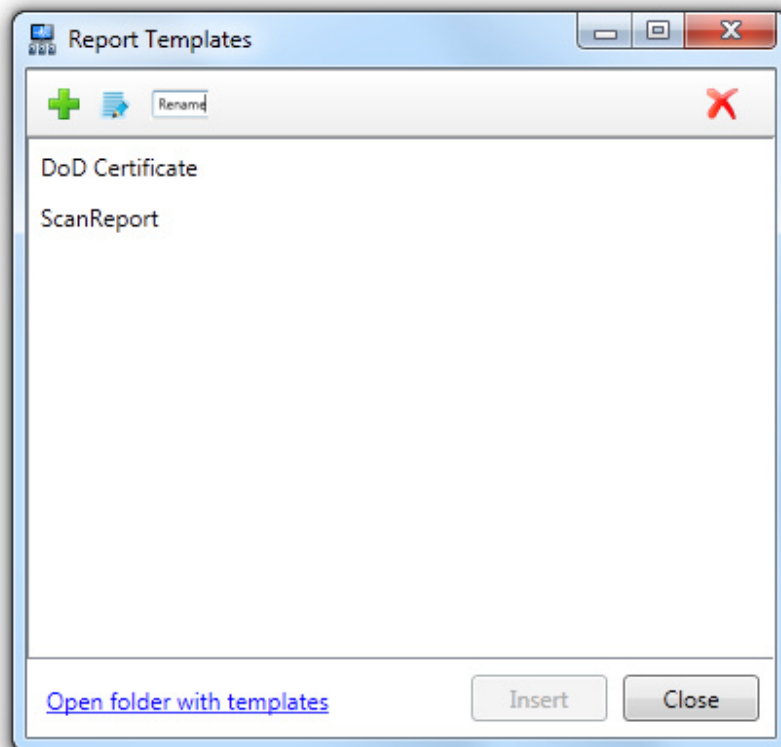 Report Templates
Rename
DoD Certificate
ScanReport
Open folder with templates
Insert
Close